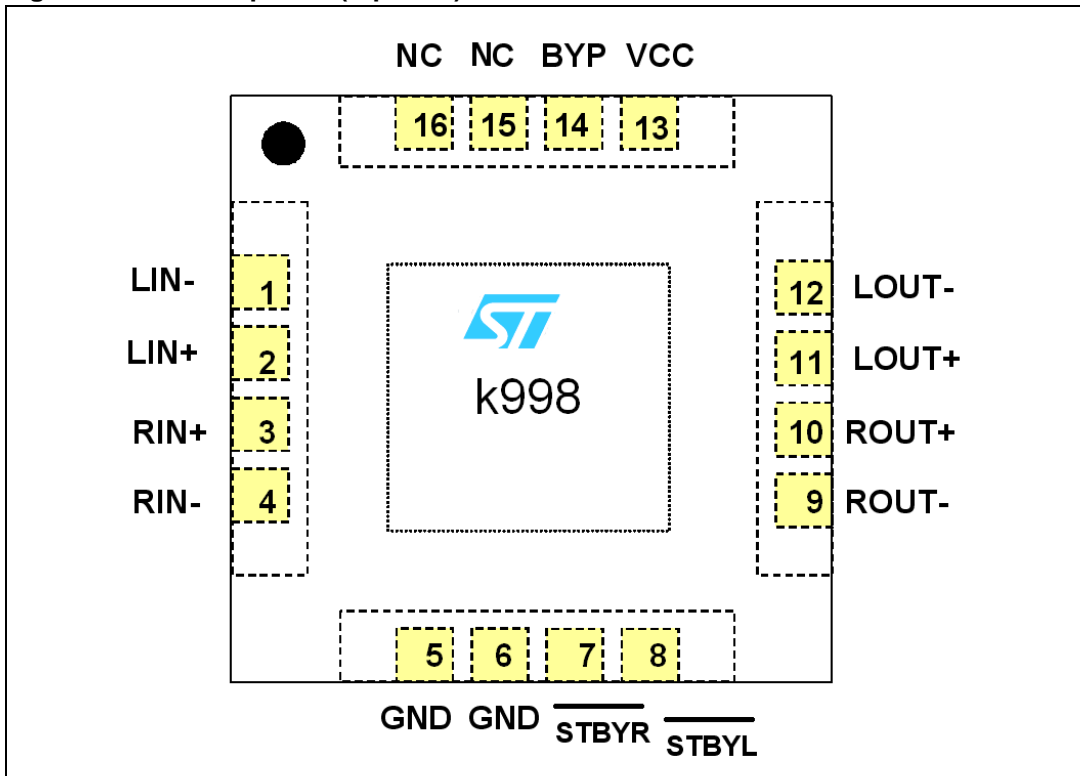 NC NC BYP VCC
16 15 14 13
LIN- 1 12 LOUT-
LIN+ 2 11 LOUT+
RIN+ 3 10 ROUT+
RIN- 4 9 ROUT-
ST
k998
5 6 7 8
GND GND STBYR STBYL